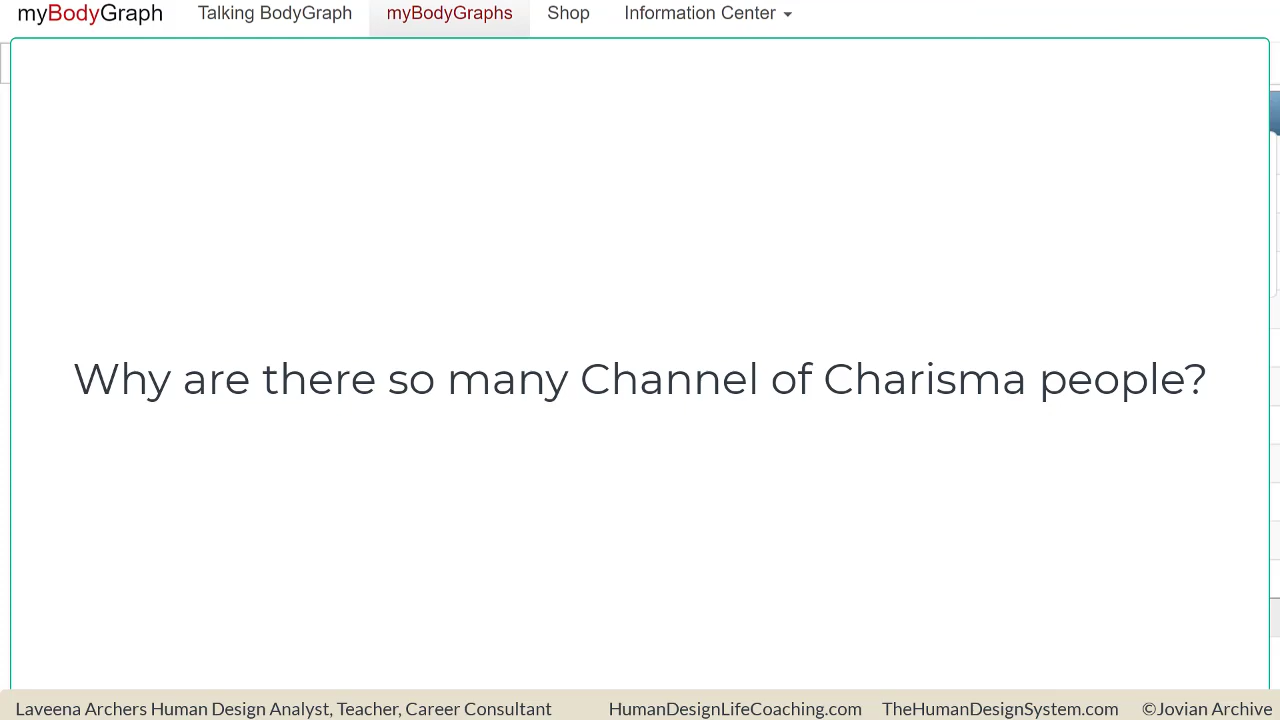 myBodyGraph Talking BodyGraph myBodyGraphs Shop Information Center
Why are there so many Channel of Charisma people?
Laveena Archers Human Design Analyst, Teacher, Career Consultant HumanDesignLifeCoaching.com TheHumanDesignSystem.com ©Jovian Archive